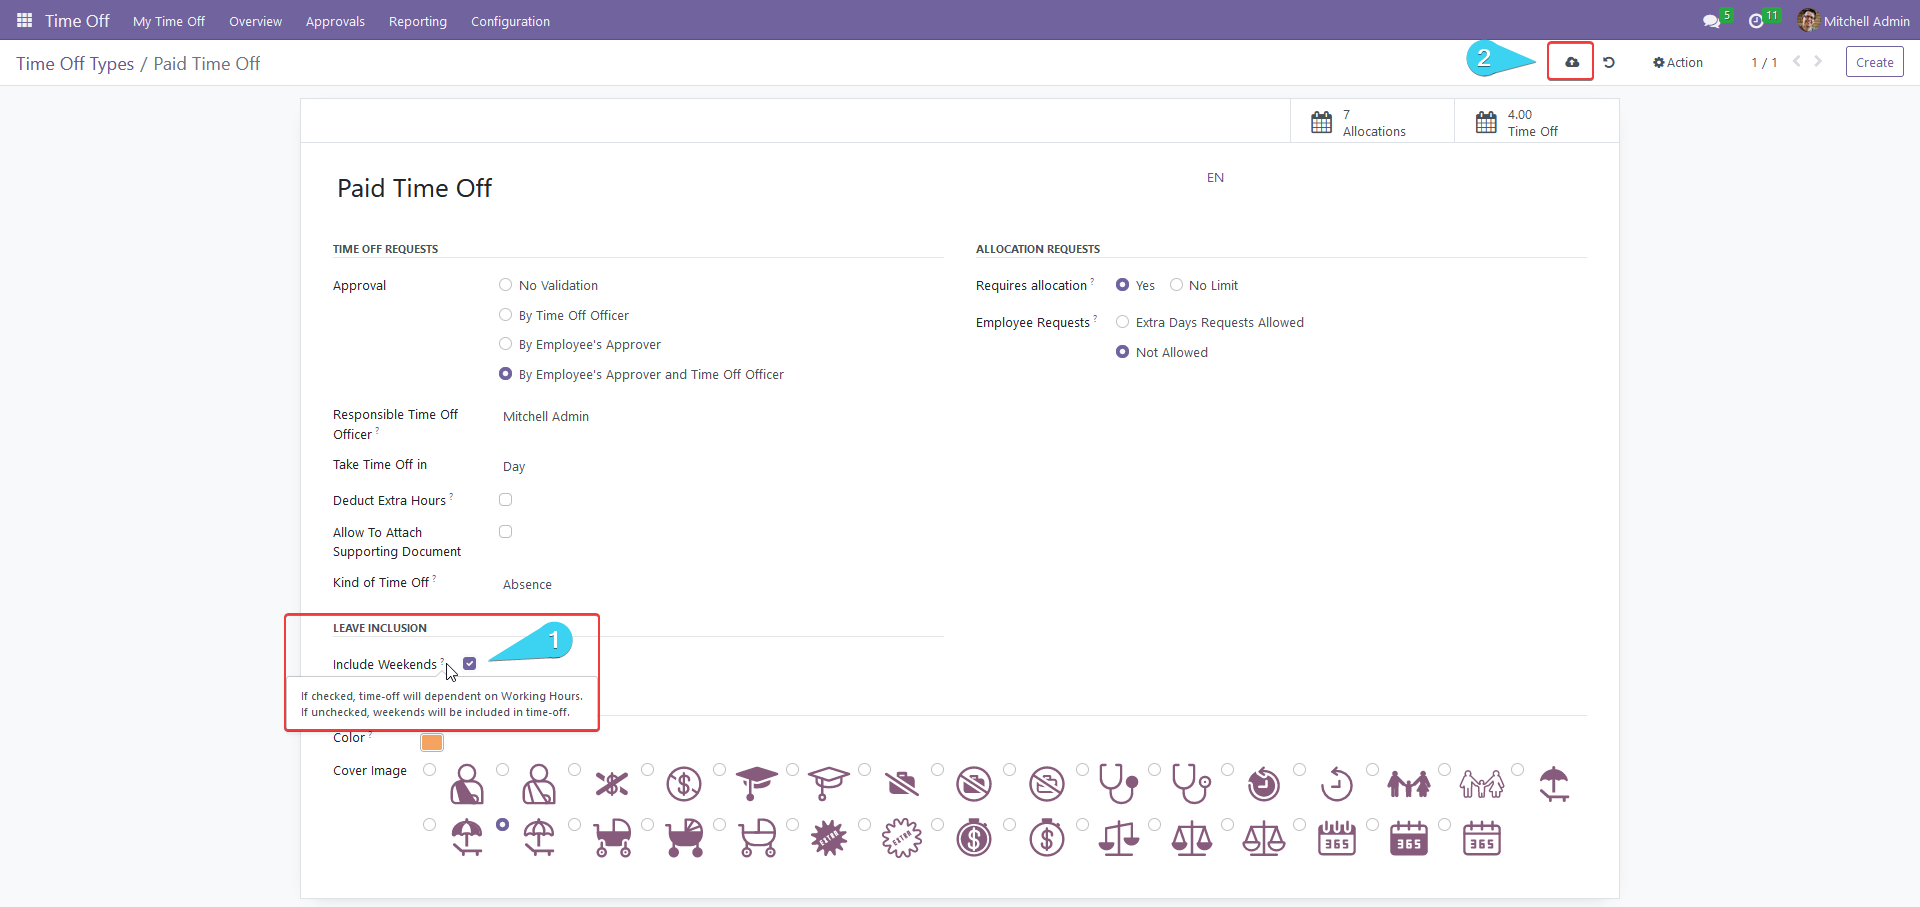 Time Off My Time Off Overview Approvals Reporting Configuration 5 11 Mitchell Admin
Time Off Types / Paid Time Off 2 Action 1 / 1 Create
7
Allocations
4.00
Time Off
Paid Time Off EN
TIME OFF REQUESTS
Approval No Validation
By Time Off Officer
By Employee's Approver
By Employee's Approver and Time Off Officer
Responsible Time Off
Officer ? Mitchell Admin
Take Time Off in Day
Deduct Extra Hours ?
Allow To Attach
Supporting Document
Kind of Time Off ? Absence
ALLOCATION REQUESTS
Requires allocation ? Yes No Limit
Employee Requests ? Extra Days Requests Allowed
Not Allowed
LEAVE INCLUSION
Include Weekends ? 1
If checked, time-off will dependent on Working Hours.
If unchecked, weekends will be included in time-off.
Color ?
Cover Image
$ $
EXTRA EXTRA $ $ 365 365 365